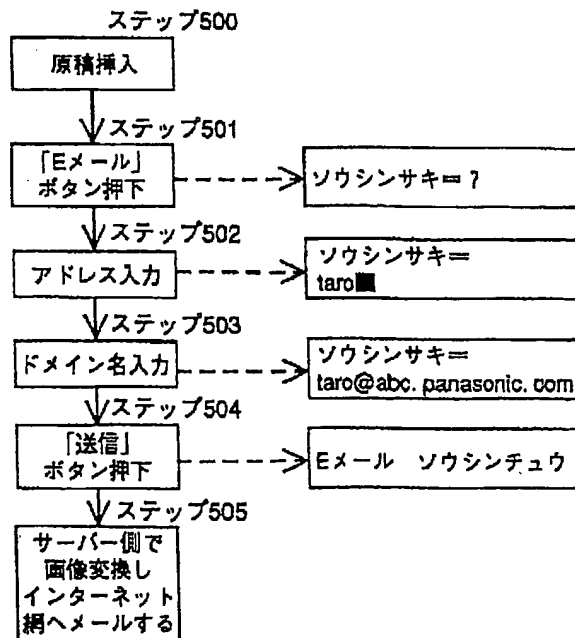 ステップ500
原稿挿入
ステップ501
「Eメール」
ボタン押下
ソウシンサキ=?
ステップ502
アドレス入力
ソウシンサキ=
taro■
ステップ503
ドメイン名入力
ソウシンサキ=
taro@abc.panasonic.com
ステップ504
「送信」
ボタン押下
Eメール ソウシンチュウ
ステップ505
サーバー側で
画像変換し
インターネット
網へメールする